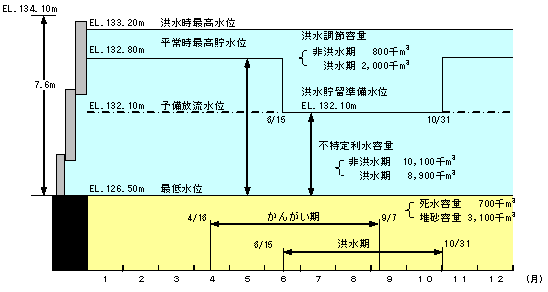 EL.134.10m
EL.133.20m 洪水時最高水位
平常時最高貯水位
EL.132.80m
洪水調節容量
非洪水期 800千m³
洪水期 2,000千m³
7.6m
洪水貯留準備水位
EL.132.10m 予備放流水位
EL.132.10m
6/15
10/31
不特定利水容量
非洪水期 10,100千m³
洪水期 8,900千m³
EL.126.50m 最低水位
死水容量 700千m³
堆砂容量 3,100千m³
4/16 かんがい期 9/7
6/15 洪水期 10/31
1 2 3 4 5 6 7 8 9 10 11 12 (月)